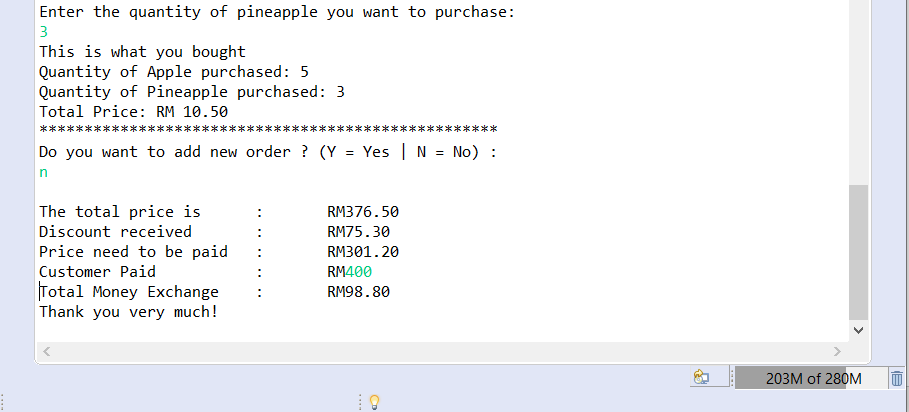 Enter the quantity of pineapple you want to purchase:
3
This is what you bought
Quantity of Apple purchased: 5
Quantity of Pineapple purchased: 3
Total Price: RM 10.50
***************************************************
Do you want to add new order ? (Y = Yes | N = No) :
n
The total price is : RM376.50
Discount received : RM75.30
Price need to be paid : RM301.20
Customer Paid : RM400
Total Money Exchange : RM98.80
Thank you very much!
203M of 280M